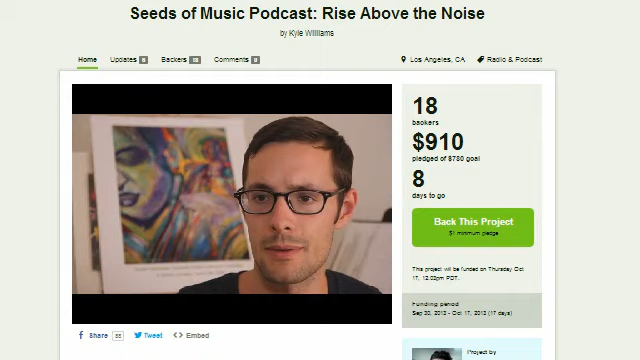 Seeds of Music Podcast: Rise Above the Noise
by Kyle Williams
Home Updates Backers 18 Comments Los Angeles, CA Radio & Podcast
18
backers
$910
pledged of $780 goal
8
days to go
Back This Project
$1 minimum pledge
This project will be funded on Thursday Oct
17, 12:02pm PDT.
Funding period
Sep 30, 2013 - Oct 17, 2013 (17 days)
Share Tweet Embed
Project by